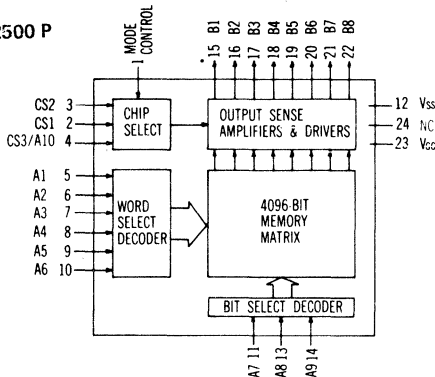 2500 P
1 MODE CONTROL
15 B1
16 B2
17 B3
18 B4
19 B5
20 B6
21 B7
22 B8
CS2 3
CS1 2
CS3/A10 4
CHIP
SELECT
OUTPUT SENSE
AMPLIFIERS & DRIVERS
12 Vss
24 NC
23 VGG
A1 5
A2 6
A3 7
A4 8
A5 9
A6 10
WORD
SELECT
DECODER
4096-BIT
MEMORY
MATRIX
BIT SELECT DECODER
A7 11
A8 13
A9 14